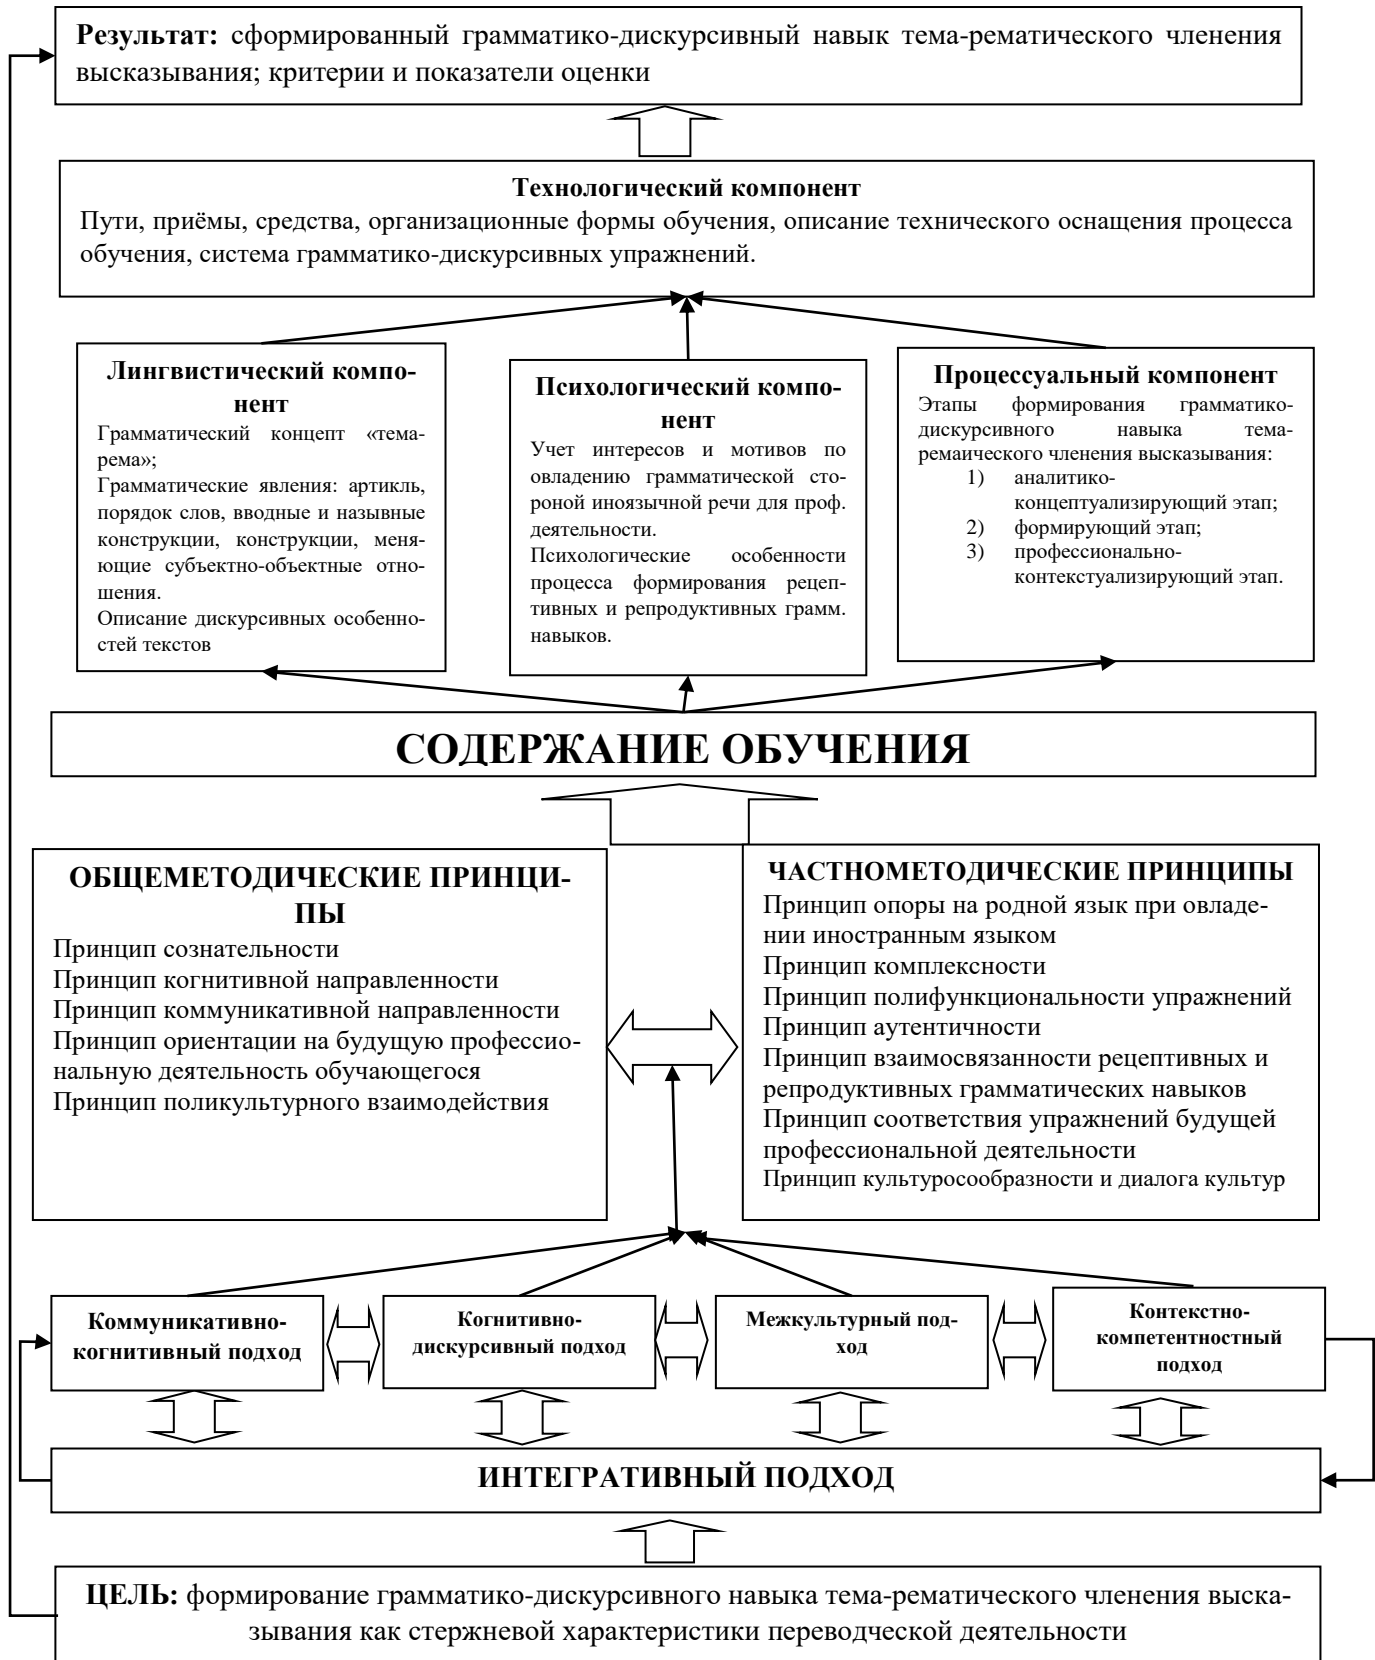 Результат: сформированный грамматико-дискурсивный навык тема-рематического членения
высказывания; критерии и показатели оценки
Технологический компонент
Пути, приёмы, средства, организационные формы обучения, описание технического оснащения процесса
обучения, система грамматико-дискурсивных упражнений.
Лингвистический компо-
нент
Грамматический концепт «тема-
рема»;
Грамматические явления: артикль,
порядок слов, вводные и назывные
конструкции, конструкции, меня-
ющие субъектно-объектные отно-
шения.
Описание дискурсивных особенно-
стей текстов
Психологический компо-
нент
Учет интересов и мотивов по
овладению грамматической сто-
роной иноязычной речи для проф.
деятельности.
Психологические особенности
процесса формирования рецеп-
тивных и репродуктивных грамм.
навыков.
Процессуальный компонент
Этапы формирования грамматико-
дискурсивного навыка тема-
ремаического членения высказывания:
1) аналитико-
концептуализирующий этап;
2) формирующий этап;
3) профессионально-
контекстуализирующий этап.
СОДЕРЖАНИЕ ОБУЧЕНИЯ
ОБЩЕМЕТОДИЧЕСКИЕ ПРИНЦИ-
ПЫ
Принцип сознательности
Принцип когнитивной направленности
Принцип коммуникативной направленности
Принцип ориентации на будущую профессио-
нальную деятельность обучающегося
Принцип поликультурного взаимодействия
ЧАСТНОМЕТОДИЧЕСКИЕ ПРИНЦИПЫ
Принцип опоры на родной язык при овладе-
нии иностранным языком
Принцип комплексности
Принцип полифункциональности упражнений
Принцип аутентичности
Принцип взаимосвязанности рецептивных и
репродуктивных грамматических навыков
Принцип соответствия упражнений будущей
профессиональной деятельности
Принцип культуросообразности и диалога культур
Коммуникативно-
когнитивный подход
Когнитивно-
дискурсивный подход
Межкультурный под-
ход
Контекстно-
компетентностный
подход
ИНТЕГРАТИВНЫЙ ПОДХОД
ЦЕЛЬ: формирование грамматико-дискурсивного навыка тема-рематического членения выска-
зывания как стержневой характеристики переводческой деятельности